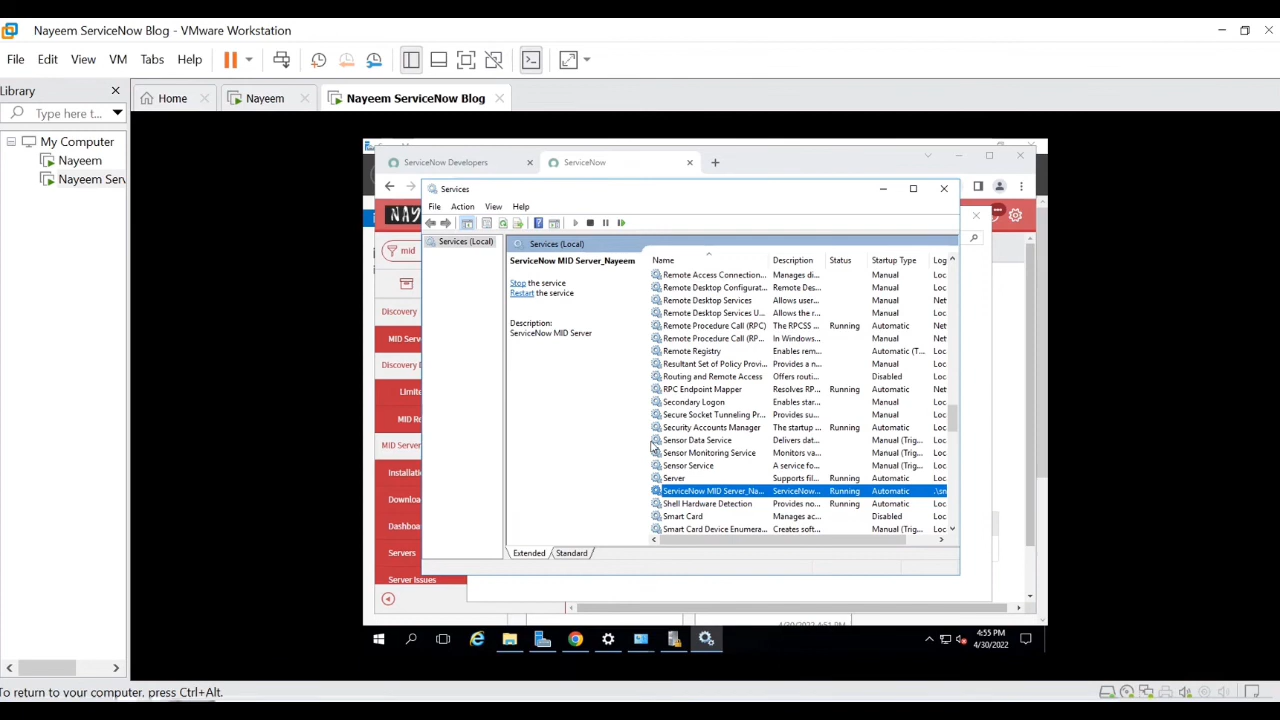 Nayeem ServiceNow Blog - VMware Workstation
File Edit View VM Tabs Help
Library
Type here t...
Home
Nayeem
Nayeem ServiceNow Blog
My Computer
Nayeem
Nayeem Serv
ServiceNow Developers
ServiceNow
NAY
mid
Discovery
MID Serv
Discovery
Limite
MID Re
MID Server
Installati
Downloa
Dashboa
Servers
Server Issues
Services
File Action View Help
Services (Local)
Services (Local)
ServiceNow MID Server_Nayeem
Stop the service
Restart the service
Description:
ServiceNow MID Server
Name Description Status Startup Type Log
Remote Access Connection... Manages di... Manual Loc
Remote Desktop Configurat... Remote Des... Manual Loc
Remote Desktop Services Allows user... Manual Net
Remote Desktop Services U... Allows the r... Manual Loc
Remote Procedure Call (RPC) The RPCSS ... Running Automatic Net
Remote Procedure Call (RP... In Windows... Manual Net
Remote Registry Enables rem... Automatic (T... Loc
Resultant Set of Policy Provi... Provides a n... Manual Loc
Routing and Remote Access Offers routi... Disabled Loc
RPC Endpoint Mapper Resolves RP... Running Automatic Net
Secondary Logon Enables star... Manual Loc
Secure Socket Tunneling Pr... Provides su... Manual Loc
Security Accounts Manager The startup ... Running Automatic Loc
Sensor Data Service Delivers dat... Manual (Trig... Loc
Sensor Monitoring Service Monitors va... Manual (Trig... Loc
Sensor Service A service fo... Manual (Trig... Loc
Server Supports fil... Running Automatic Loc
ServiceNow MID Server_Na... ServiceNow... Running Automatic .\sn
Shell Hardware Detection Provides no... Running Automatic Loc
Smart Card Manages ac... Disabled Loc
Smart Card Device Enumera... Creates soft... Manual (Trig... Loc
Extended Standard
4:55 PM
4/30/2022
To return to your computer, press Ctrl+Alt.